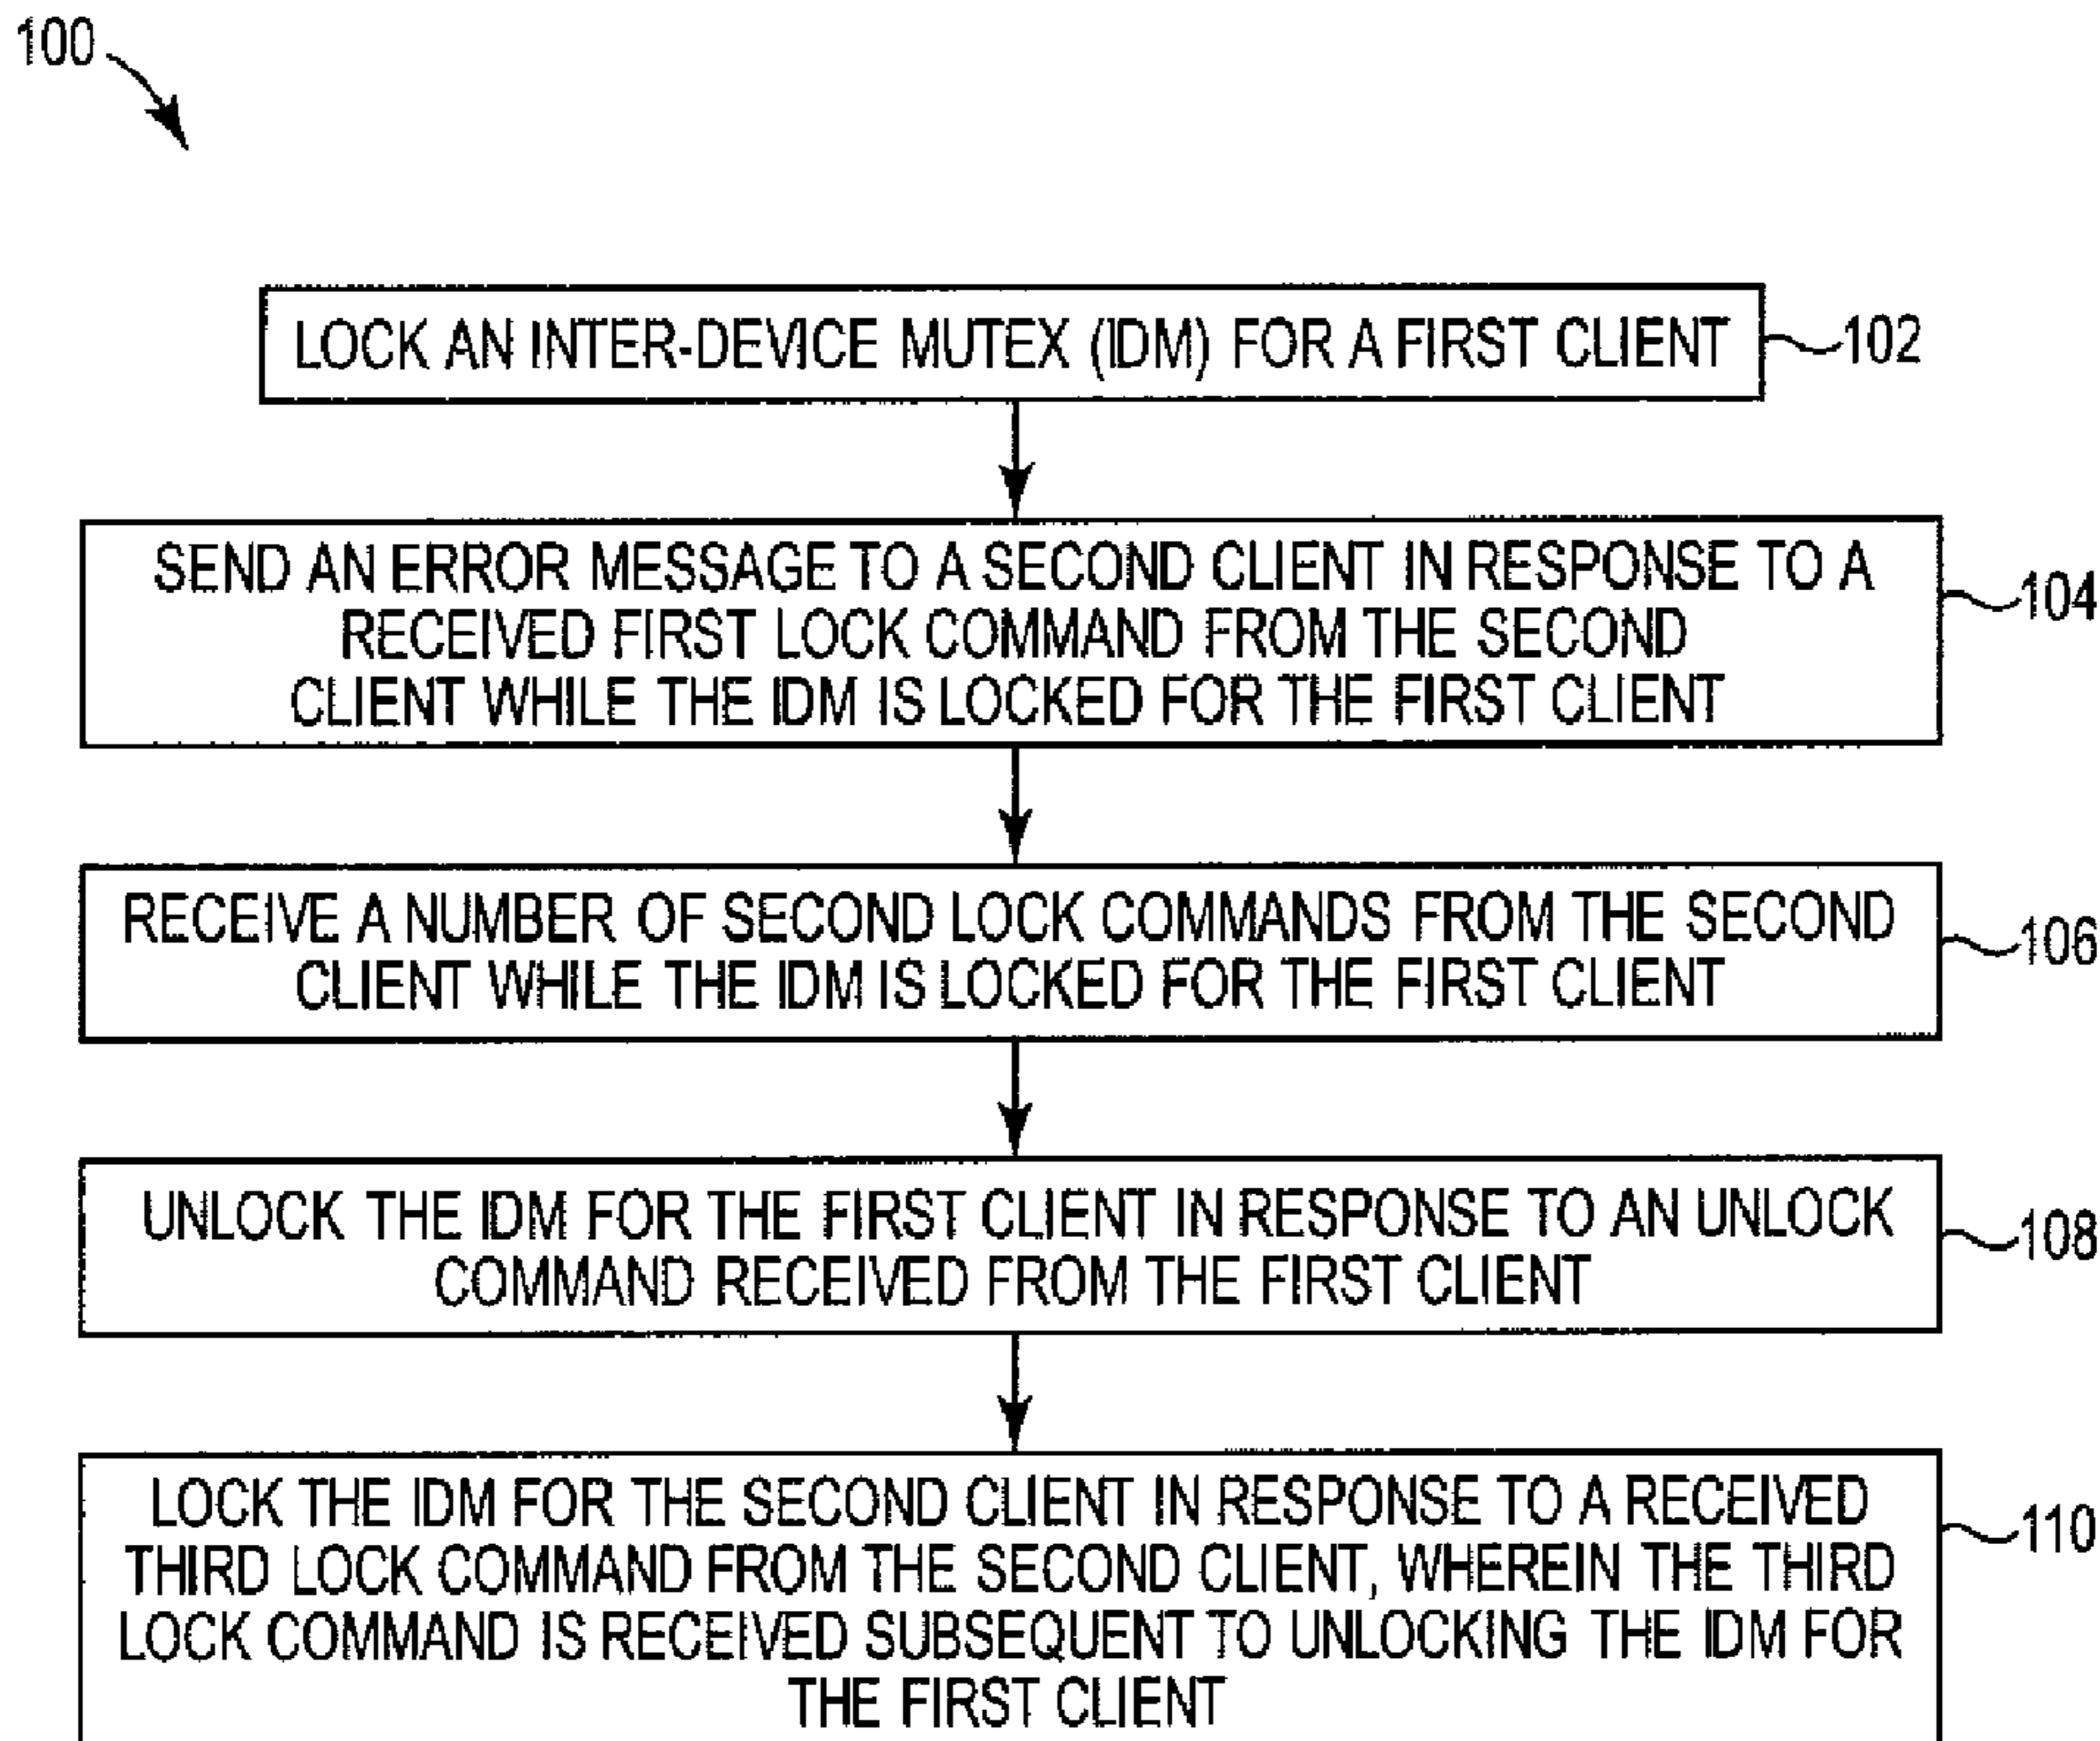 100
LOCK AN INTER-DEVICE MUTEX (IDM) FOR A FIRST CLIENT
102
SEND AN ERROR MESSAGE TO A SECOND CLIENT IN RESPONSE TO A
RECEIVED FIRST LOCK COMMAND FROM THE SECOND
CLIENT WHILE THE IDM IS LOCKED FOR THE FIRST CLIENT
104
RECEIVE A NUMBER OF SECOND LOCK COMMANDS FROM THE SECOND
CLIENT WHILE THE IDM IS LOCKED FOR THE FIRST CLIENT
106
UNLOCK THE IDM FOR THE FIRST CLIENT IN RESPONSE TO AN UNLOCK
COMMAND RECEIVED FROM THE FIRST CLIENT
108
LOCK THE IDM FOR THE SECOND CLIENT IN RESPONSE TO A RECEIVED
THIRD LOCK COMMAND FROM THE SECOND CLIENT, WHEREIN THE THIRD
LOCK COMMAND IS RECEIVED SUBSEQUENT TO UNLOCKING THE IDM FOR
THE FIRST CLIENT
110